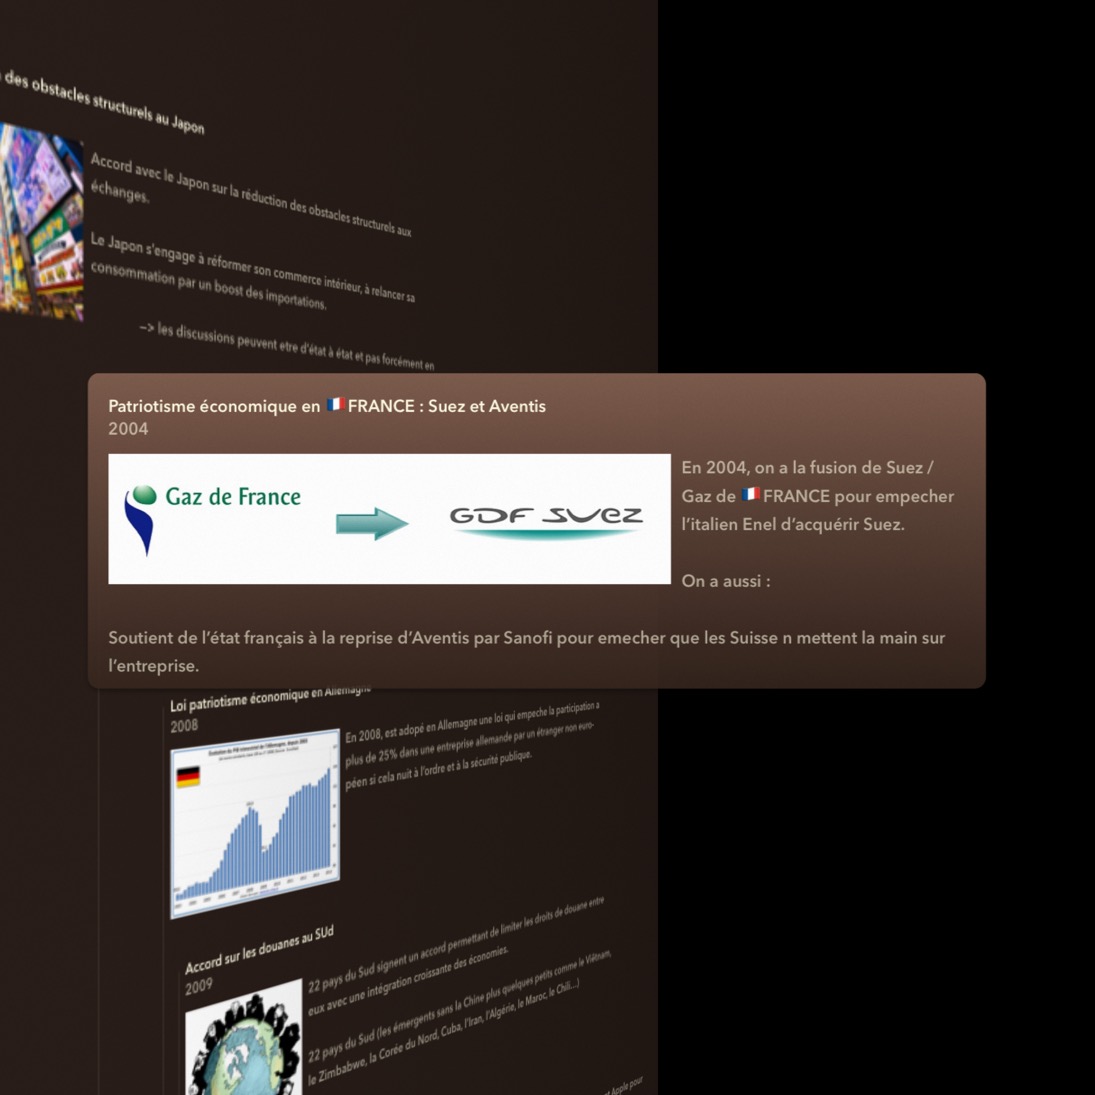 des obstacles structurels au Japon
Accord avec le Japon sur la réduction des obstacles structurels aux
échanges.
Le Japon s'engage à réformer son commerce intérieur, à relancer sa
consommation par un boost des importations.
—> les discussions peuvent etre d'état à état et pas forcément en
Patriotisme économique en 🇫🇷FRANCE : Suez et Aventis
2004
Gaz de France
GDF SUEZ
En 2004, on a la fusion de Suez /
Gaz de 🇫🇷FRANCE pour empecher
l'italien Enel d'acquérir Suez.
On a aussi :
Soutient de l'état français à la reprise d'Aventis par Sanofi pour emecher que les Suisse n mettent la main sur
l'entreprise.
Loi patriotisme économique en Allemagne
2008
En 2008, est adopé en Allemagne une loi qui empeche la participation a
plus de 25% dans une entreprise allemande par un étranger non euro-
péen si cela nuit à l'ordre et à la sécurité publique.
Accord sur les douanes au SUd
2009
22 pays du Sud signent un accord permettant de limiter les droits de douane entre
eux avec une intégration croissante des économies.
22 pays du Sud (les émergents sans la Chine plus quelques petits comme le Viêtnam,
le Zimbabwe, la Corée du Nord, Cuba, l'Iran, l'Algérie, le Maroc, le Chili...)
et Apple pour